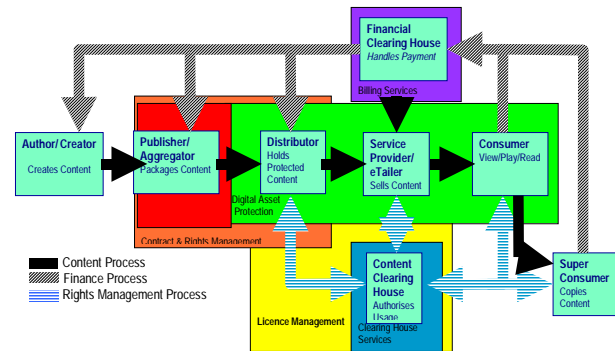 Financial
Clearing House
Handles Payment
Billing Services
Author/ Creator
Creates Content
Publisher/
Aggregator
Packages Content
Distributor
Holds
Protected
Content
Service
Provider/
eTailer
Sells Content
Consumer
View/Play/Read
Digital Asset
Protection
Contract & Rights Management
Content Process
Finance Process
Rights Management Process
Content
Clearing
House
Authorises
Usage
Super
Consumer
Copies
Content
Licence Management
Clearing House
Services